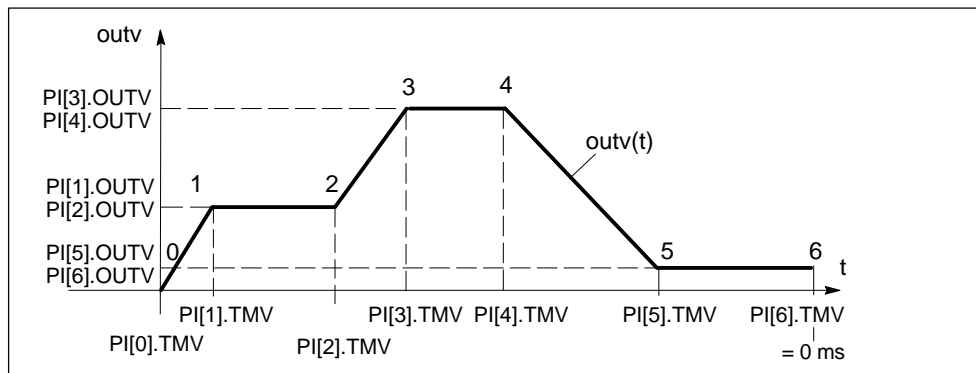 outv
3
4
PI[3].OUTV
PI[4].OUTV
outv(t)
1
2
PI[1].OUTV
PI[2].OUTV
PI[5].OUTV
0
5
6
PI[6].OUTV
t
PI[1].TMV
PI[3].TMV
PI[4].TMV
PI[5].TMV
PI[6].TMV
PI[0].TMV
PI[2].TMV
= 0 ms